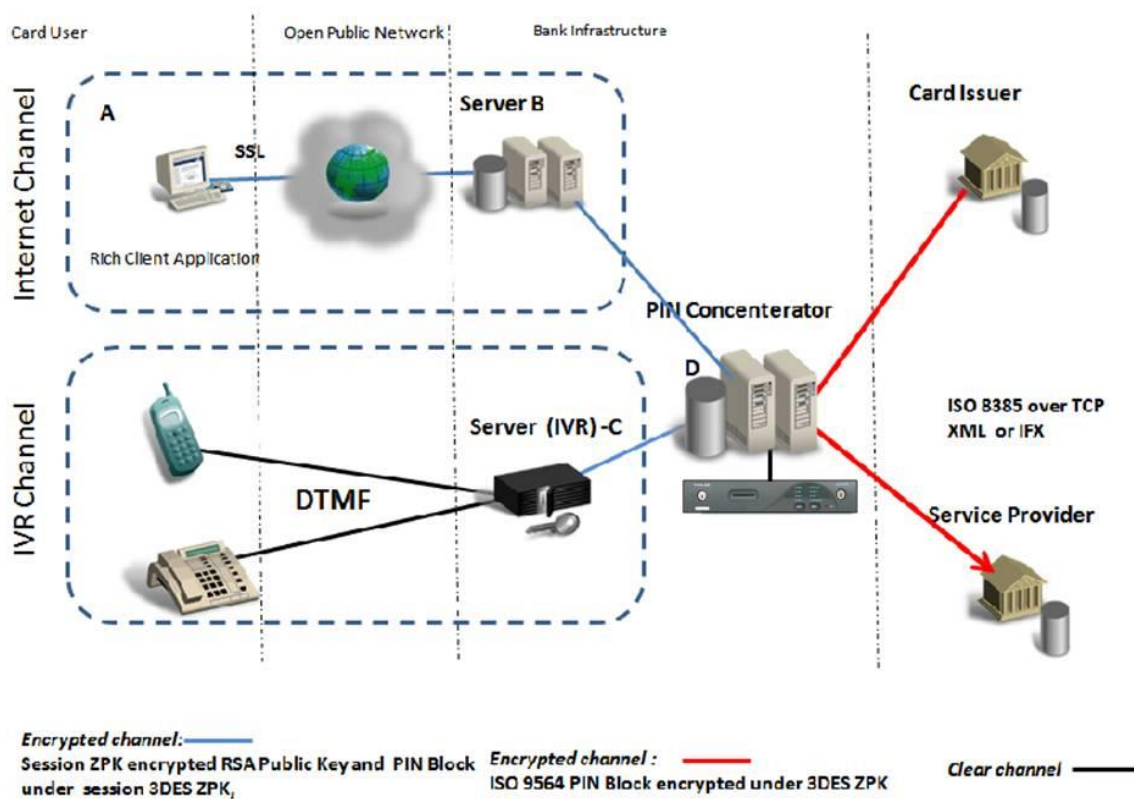 Card User
Open Public Network
Bank Infrastructure
Internet Channel
A
SSL
Server B
Card Issuer
Rich Client Application
PIN Concenterator
D
IVR Channel
DTMF
Server (IVR) -C
ISO 8385 over TCP
XML or IFX
Service Provider
Encrypted channel:
Session ZPK encrypted RSA Public Key and PIN Block
under session 3DES ZPK,
Encrypted channel :
ISO 9564 PIN Block encrypted under 3DES ZPK
Clear channel